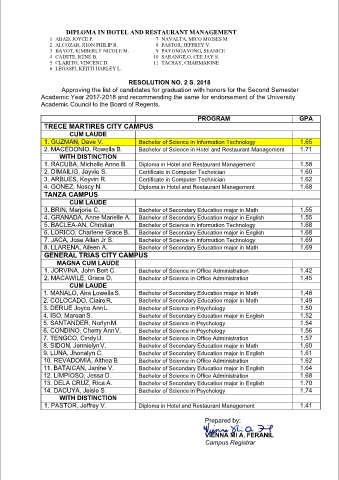 DIPLOMA IN HOTEL AND RESTAURANT MANAGEMENT
1 ABAD, JOYCE P. 7 NAVALTA, MICO MOISES M.
2 ALCOZAR, JHON PHILIP R. 8 PASTOR, JEFFREY V.
3 BAYOT, KIMBERLY NICOLE M. 9 PAYONGAYONG, SEANICH
4 CADETE, RENE B. 10 SARANGLEO, CEEJAY S.
5 CLARITO, VINCENT D. 11 TACSAY, CHARMAIGNE
6 LEGASPI, KEITH HARLEY L.
RESOLUTION NO. 2 S. 2018
Approving the list of candidates for graduation with honors for the Second Semester
Academic Year 2017-2018 and recommending the same for endorsement of the University
Academic Council to the Board of Regents.
PROGRAM GPA
TRECE MARTIRES CITY CAMPUS
CUM LAUDE
1. GUZMAN, Dave V. Bachelor of Science in Information Technology 1.65
2. MACEDONIO, Rowella B. Bachelor of Science in Hotel and Restaurant Management 1.71
WITH DISTINCTION
1. RACUBA, Michelle Anne B. Diploma in Hotel and Restaurant Management 1.58
2. DIMAILIG, Jayvie S. Certificate in Computer Technician 1.60
3. ARBUES, Keyvin R. Certificate in Computer Technician 1.62
4. GONEZ, Nescy N. Diploma in Hotel and Restaurant Management 1.68
TANZA CAMPUS
CUM LAUDE
3. BRIN, Marjorie C. Bachelor of Secondary Education major in Math 1.55
4. GRANADA, Anne Marielle A. Bachelor of Secondary Education major in English 1.55
5. BACLEA-AN, Christian Bachelor of Science in Information Technology 1.68
6. LORICO, Charlene Grace B. Bachelor of Secondary Education major in English 1.68
7. JACA, Jose Allan Jr S. Bachelor of Science in Information Technology 1.69
8. LLARENA, Aileen A. Bachelor of Secondary Education major in Math 1.69
GENERAL TRIAS CITY CAMPUS
MAGNA CUM LAUDE
1. JORVINA, John Bert C. Bachelor of Science in Office Administration 1.42
2. MACAWILE, Grace D. Bachelor of Science in Office Administration 1.45
CUM LAUDE
1. MANALO, Aira Lowella S. Bachelor of Secondary Education major in Math 1.48
2. COLOCADO, Claire R. Bachelor of Secondary Education major in Math 1.49
3. DERIJE Joyce Ann L. Bachelor of Science in Psychology 1.50
4. ISO, Marean S. Bachelor of Secondary Education major in English 1.52
5. SANTANDER, Norlyn M. Bachelor of Science in Psychology 1.54
6. CONDINO, Cherry Ann V. Bachelor of Science in Psychology 1.56
7. TENGCO, Cindy U. Bachelor of Science in Office Administration 1.57
8. SIDON, Jennielyn V. Bachelor of Secondary Education major in Math 1.60
9. LUNA, Jhonalyn C. Bachelor of Secondary Education major in English 1.61
10. REVADOMIA, Althea B. Bachelor of Science in Office Administration 1.62
11. BATAICAN, Janine V. Bachelor of Secondary Education major in English 1.64
12. LIMPIOSO, Jessa D. Bachelor of Science in Office Administration 1.68
13. DELA CRUZ, Rica A. Bachelor of Secondary Education major in English 1.70
14. DACUYA, Jeisle S. Bachelor of Science in Psychology 1.74
WITH DISTINCTION
1. PASTOR, Jeffrey V. Diploma in Hotel and Restaurant Management 1.41
Prepared by:
VIENNA MI A. FERANIL
Campus Registrar